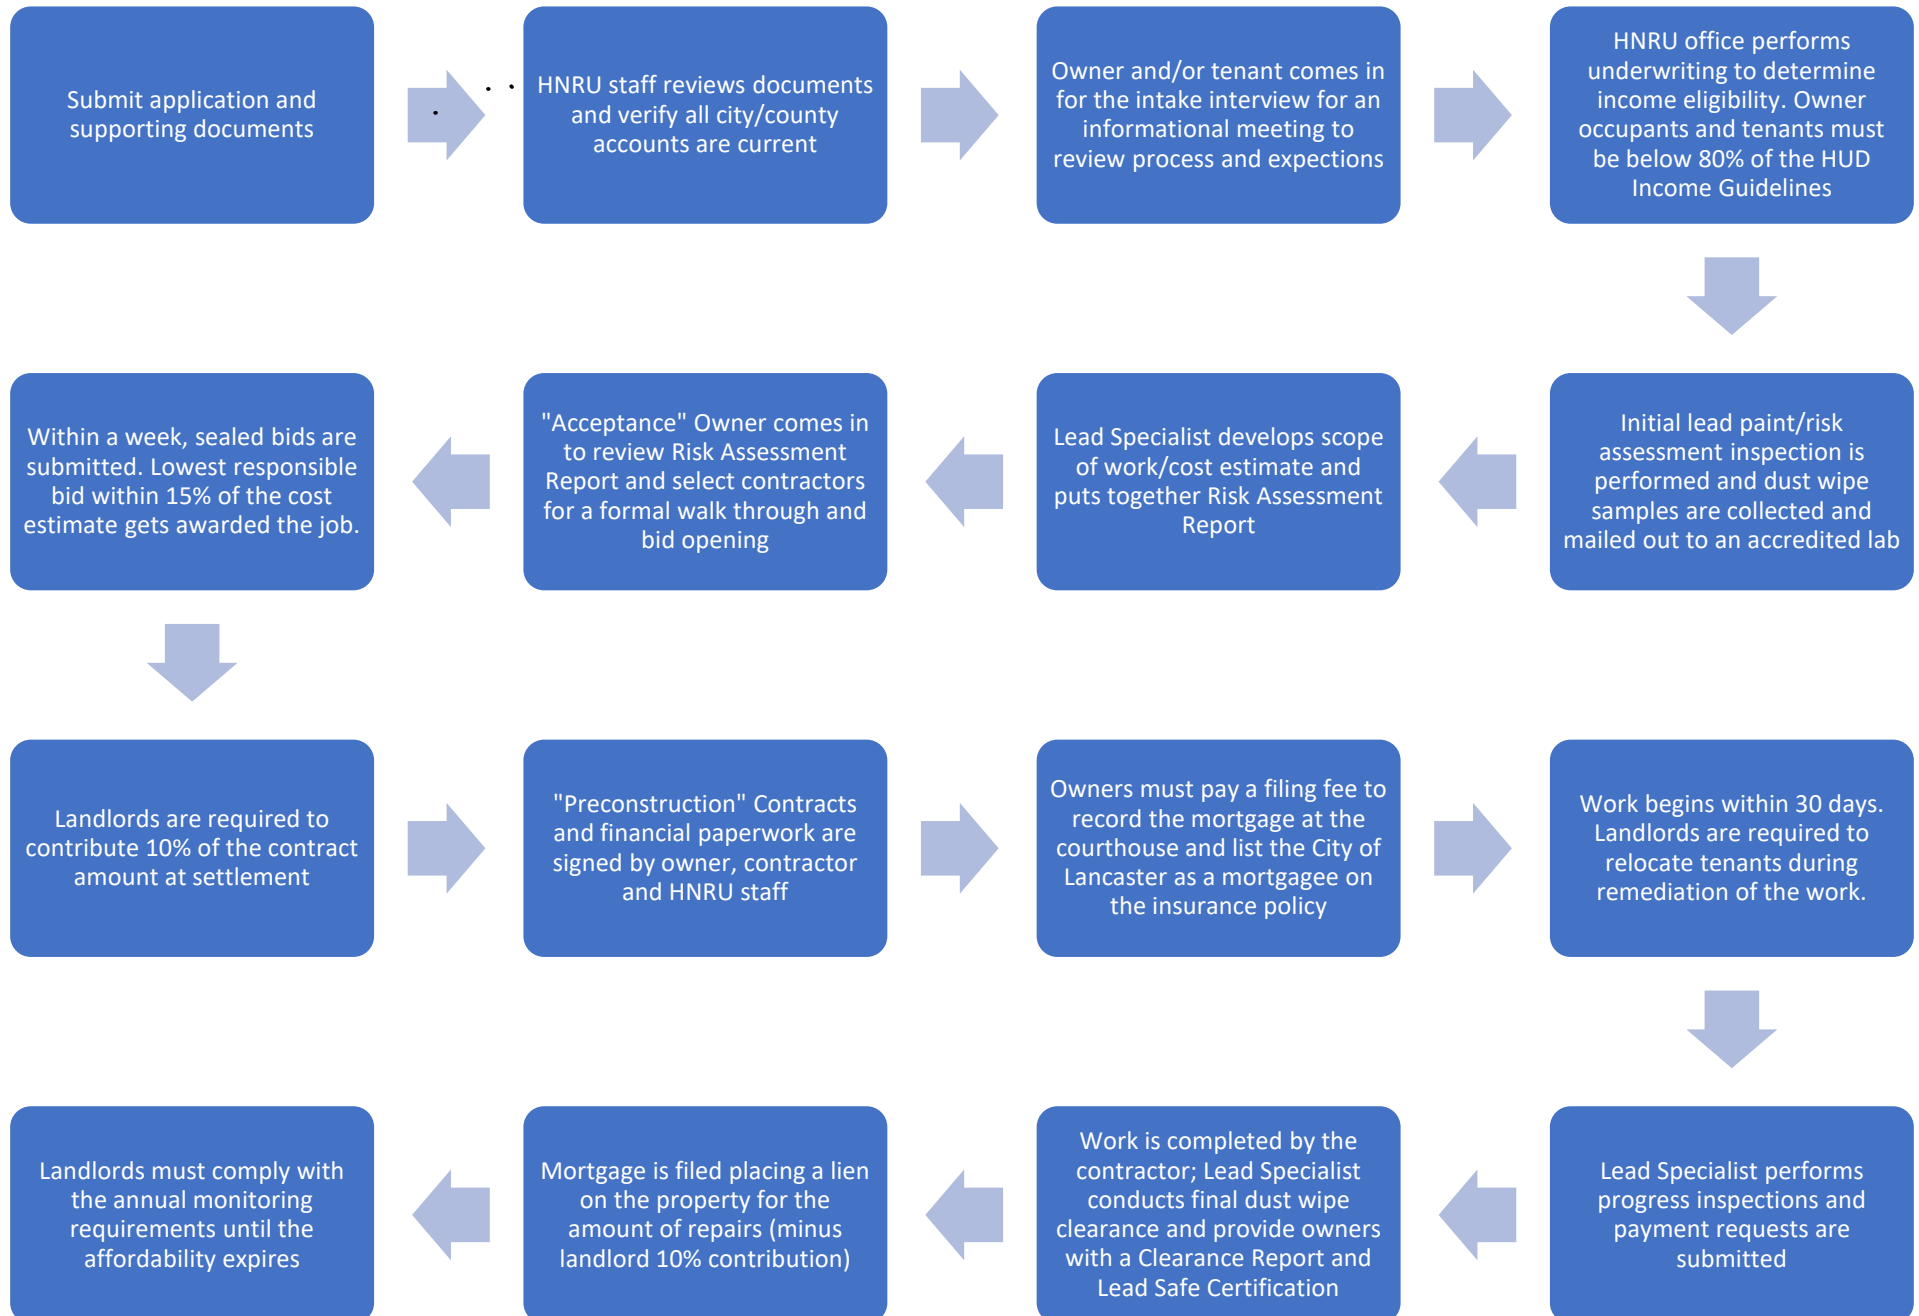 Submit application and
supporting documents
HNRU staff reviews documents
and verify all city/county
accounts are current
Owner and/or tenant comes in
for the intake interview for an
informational meeting to
review process and expections
HNRU office performs
underwriting to determine
income eligibility. Owner
occupants and tenants must
be below 80% of the HUD
Income Guidelines
Initial lead paint/risk
assessment inspection is
performed and dust wipe
samples are collected and
mailed out to an accredited lab
Lead Specialist develops scope
of work/cost estimate and
puts together Risk Assessment
Report
"Acceptance" Owner comes in
to review Risk Assessment
Report and select contractors
for a formal walk through and
bid opening
Within a week, sealed bids are
submitted. Lowest responsible
bid within 15% of the cost
estimate gets awarded the job.
Landlords are required to
contribute 10% of the contract
amount at settlement
"Preconstruction" Contracts
and financial paperwork are
signed by owner, contractor
and HNRU staff
Owners must pay a filing fee to
record the mortgage at the
courthouse and list the City of
Lancaster as a mortgagee on
the insurance policy
Work begins within 30 days.
Landlords are required to
relocate tenants during
remediation of the work.
Lead Specialist performs
progress inspections and
payment requests are
submitted
Work is completed by the
contractor; Lead Specialist
conducts final dust wipe
clearance and provide owners
with a Clearance Report and
Lead Safe Certification
Mortgage is filed placing a lien
on the property for the
amount of repairs (minus
landlord 10% contribution)
Landlords must comply with
the annual monitoring
requirements until the
affordability expires